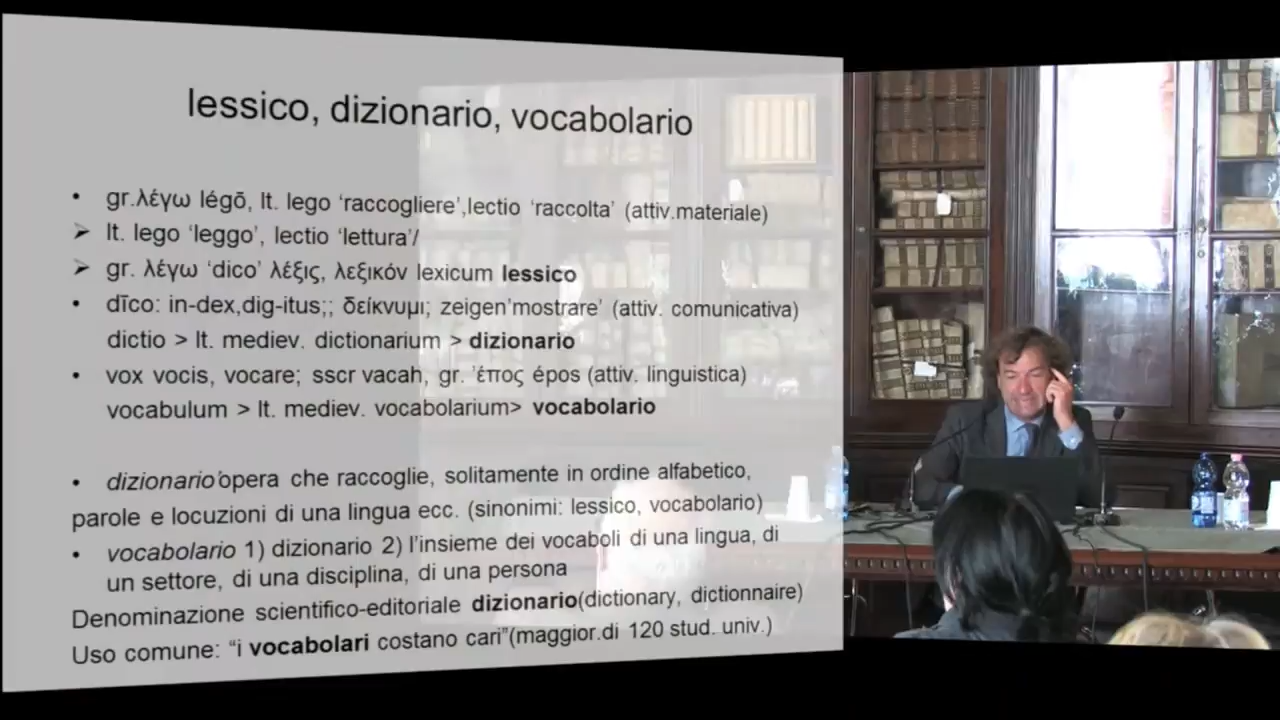 lessico, dizionario, vocabolario
• gr.λέγω légō, lt. lego ‘raccogliere’,lectio ‘raccolta’ (attiv.materiale)
➢ lt. lego ‘leggo’, lectio ‘lettura’/
➢ gr. λέγω ‘dico’ λέξις, λεξικόν lexicum lessico
• dīco: in-dex,dig-itus;; δείκνυμι; zeigen’mostrare’ (attiv. comunicativa)
dictio > lt. mediev. dictionarium > dizionario
• vox vocis, vocare; sscr vacah, gr. ἔπος épos (attiv. linguistica)
vocabulum > lt. mediev. vocabolarium> vocabolario
• dizionario‘opera che raccoglie, solitamente in ordine alfabetico,
parole e locuzioni di una lingua ecc. (sinonimi: lessico, vocabolario)
• vocabolario 1) dizionario 2) l’insieme dei vocaboli di una lingua, di
un settore, di una disciplina, di una persona
Denominazione scientifico-editoriale dizionario(dictionary, dictionnaire)
Uso comune: “i vocabolari costano cari”(maggior.di 120 stud. univ.)